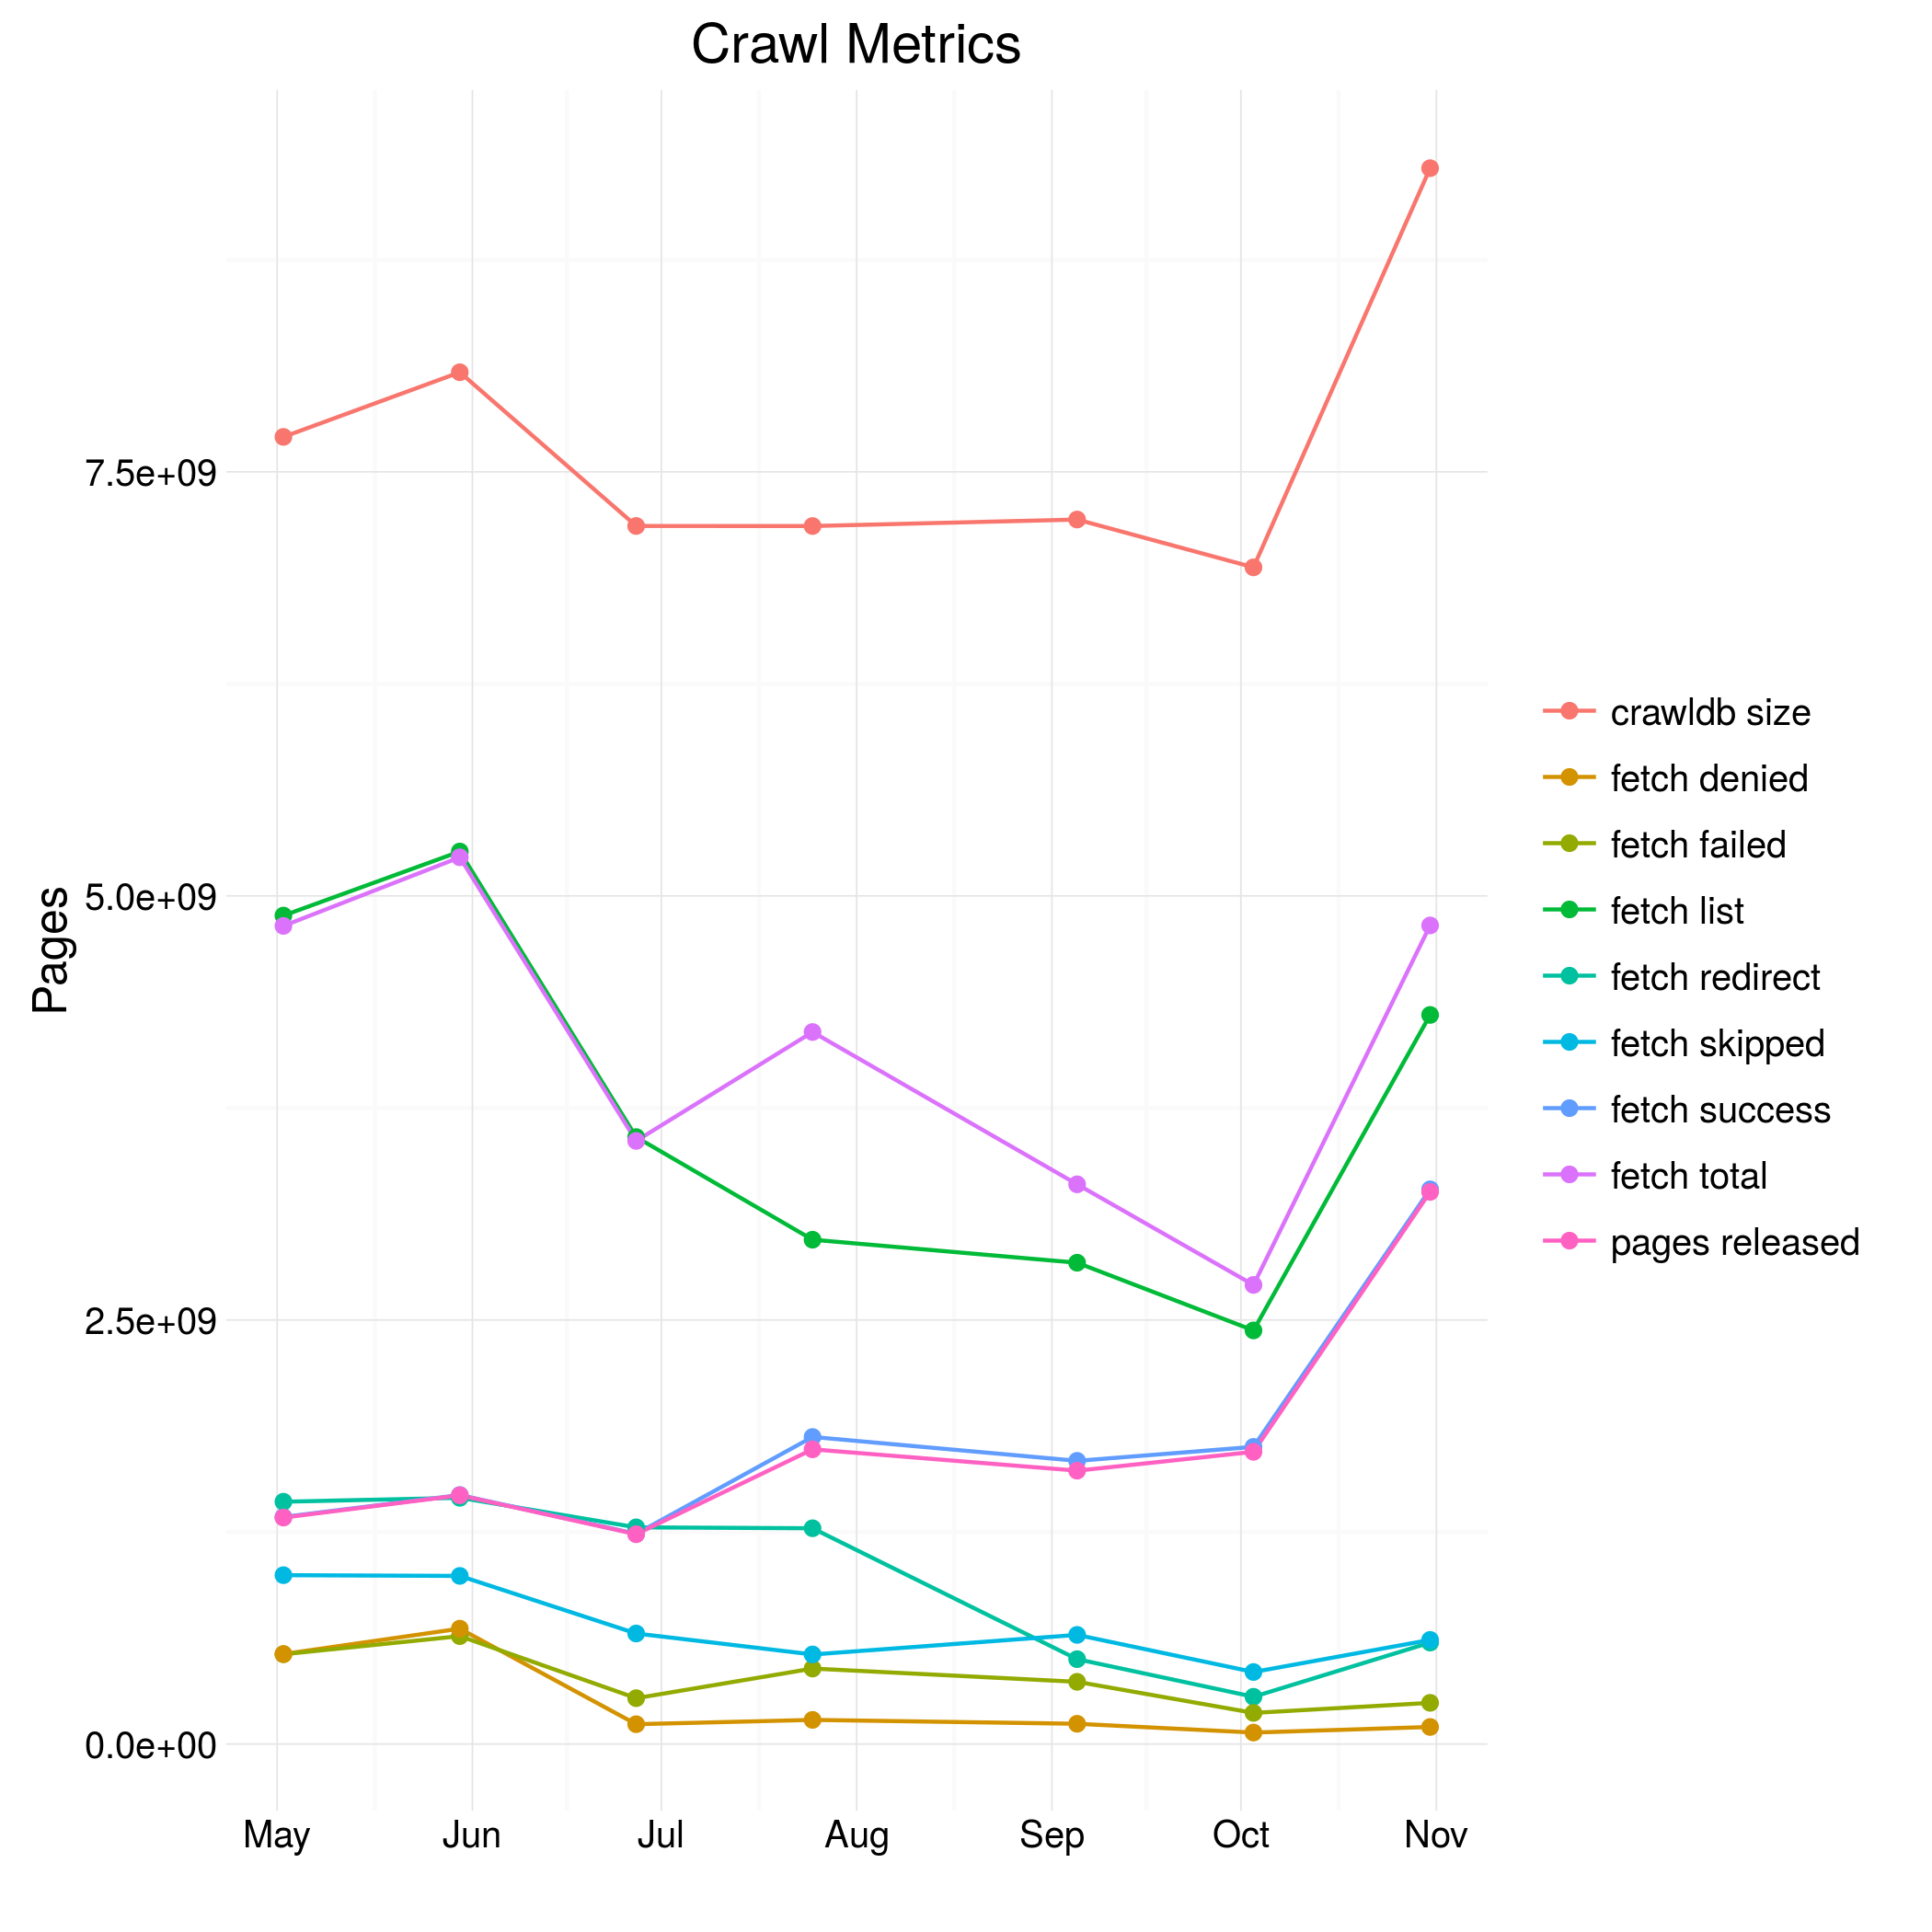 Crawl Metrics
Pages
7.5e+09
5.0e+09
2.5e+09
0.0e+00
May Jun Jul Aug Sep Oct Nov
crawldb size
fetch denied
fetch failed
fetch list
fetch redirect
fetch skipped
fetch success
fetch total
pages released